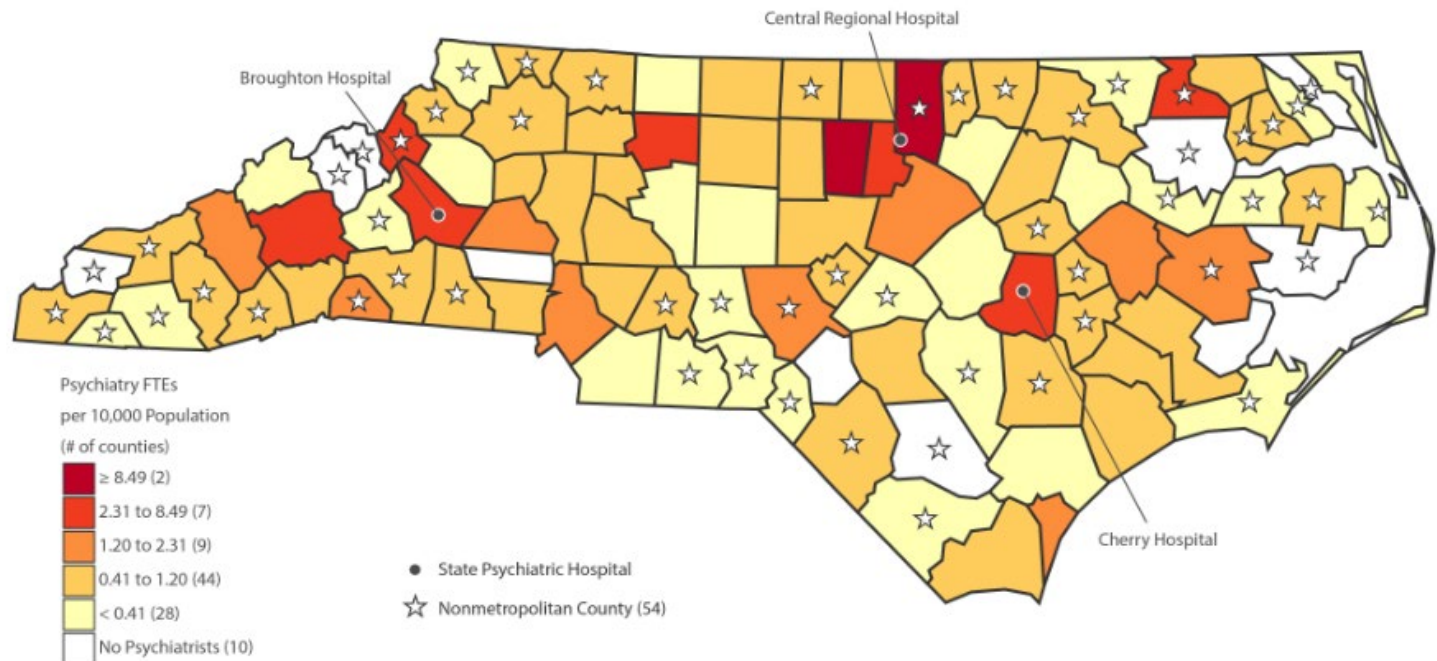 Central Regional Hospital
Broughton Hospital
Psychiatry FTEs
per 10,000 Population
(# of counties)
≥ 8.49 (2)
2.31 to 8.49 (7)
1.20 to 2.31 (9)
0.41 to 1.20 (44)
< 0.41 (28)
No Psychiatrists (10)
State Psychiatric Hospital
Nonmetropolitan County (54)
Cherry Hospital